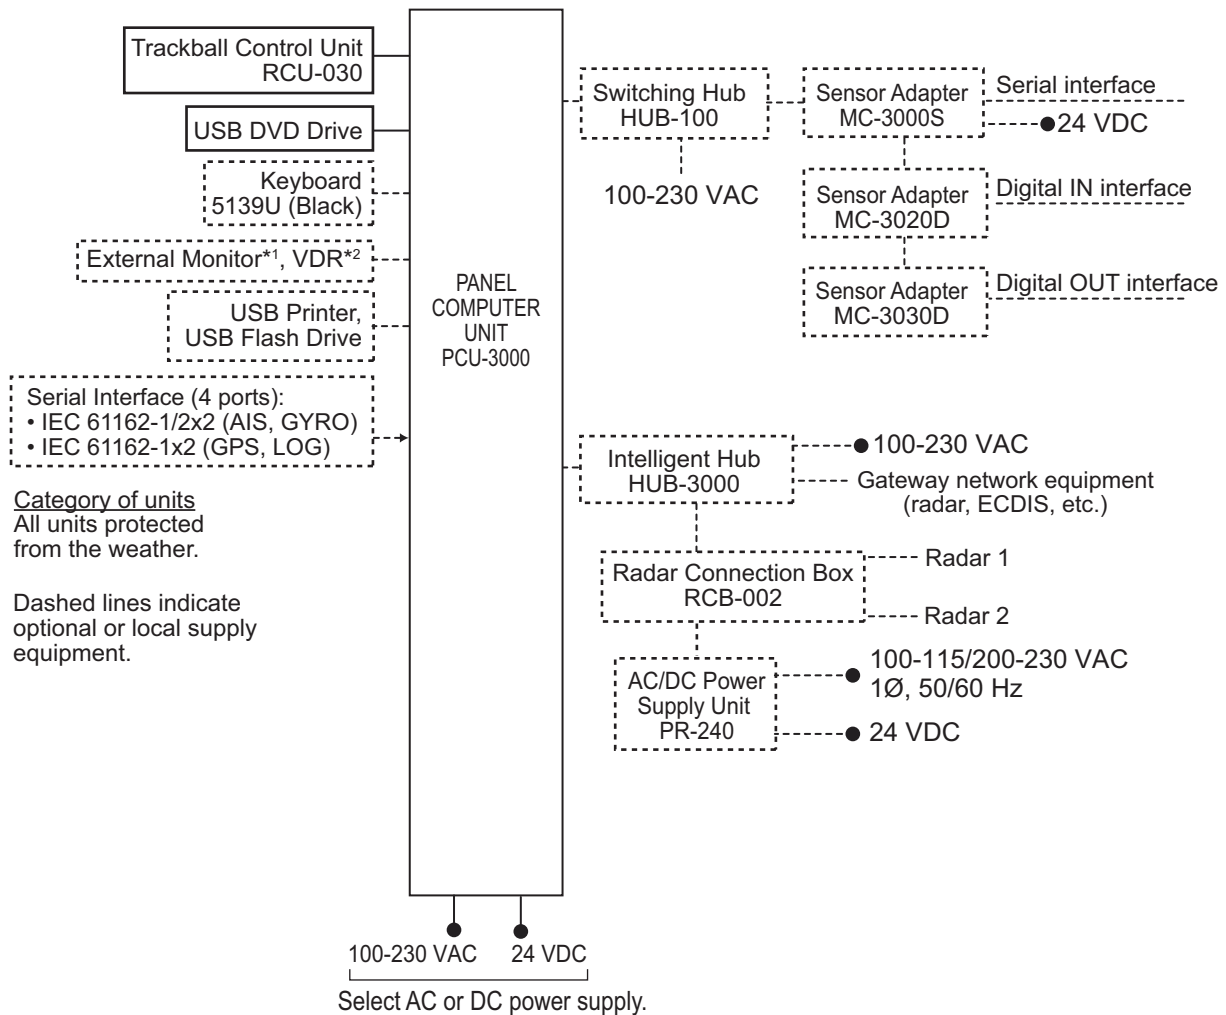 Trackball Control Unit
RCU-030
USB DVD Drive
Keyboard
5139U (Black)
External Monitor*1, VDR*2
USB Printer,
USB Flash Drive
Serial Interface (4 ports):
• IEC 61162-1/2x2 (AIS, GYRO)
• IEC 61162-1x2 (GPS, LOG)
Category of units
All units protected
from the weather.
Dashed lines indicate
optional or local supply
equipment.
PANEL
COMPUTER
UNIT
PCU-3000
Switching Hub
HUB-100
100-230 VAC
Sensor Adapter
MC-3000S
Serial interface
24 VDC
Sensor Adapter
MC-3020D
Digital IN interface
Sensor Adapter
MC-3030D
Digital OUT interface
Intelligent Hub
HUB-3000
100-230 VAC
Gateway network equipment
(radar, ECDIS, etc.)
Radar Connection Box
RCB-002
Radar 1
Radar 2
AC/DC Power
Supply Unit
PR-240
100-115/200-230 VAC
1Ø, 50/60 Hz
24 VDC
100-230 VAC 24 VDC
Select AC or DC power supply.